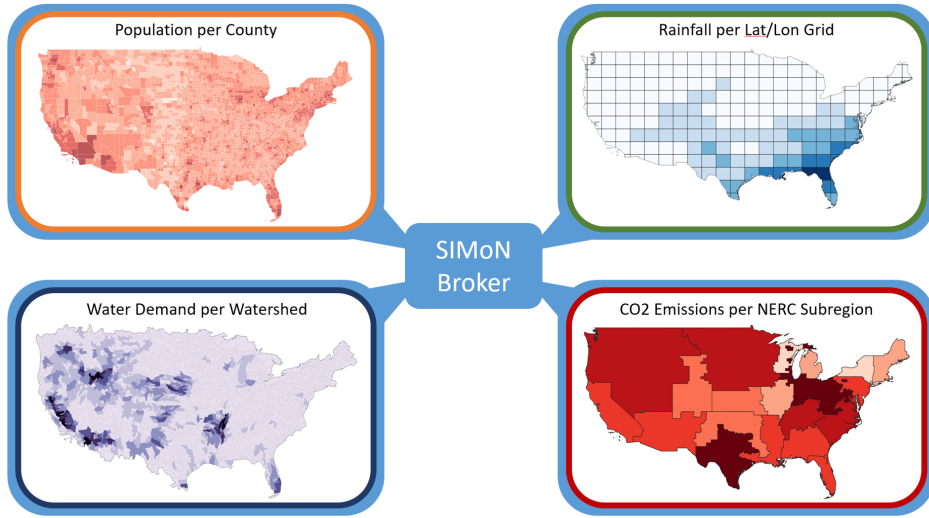 Population per County
Rainfall per Lat/Lon Grid
SIMoN
Broker
Water Demand per Watershed
CO2 Emissions per NERC Subregion